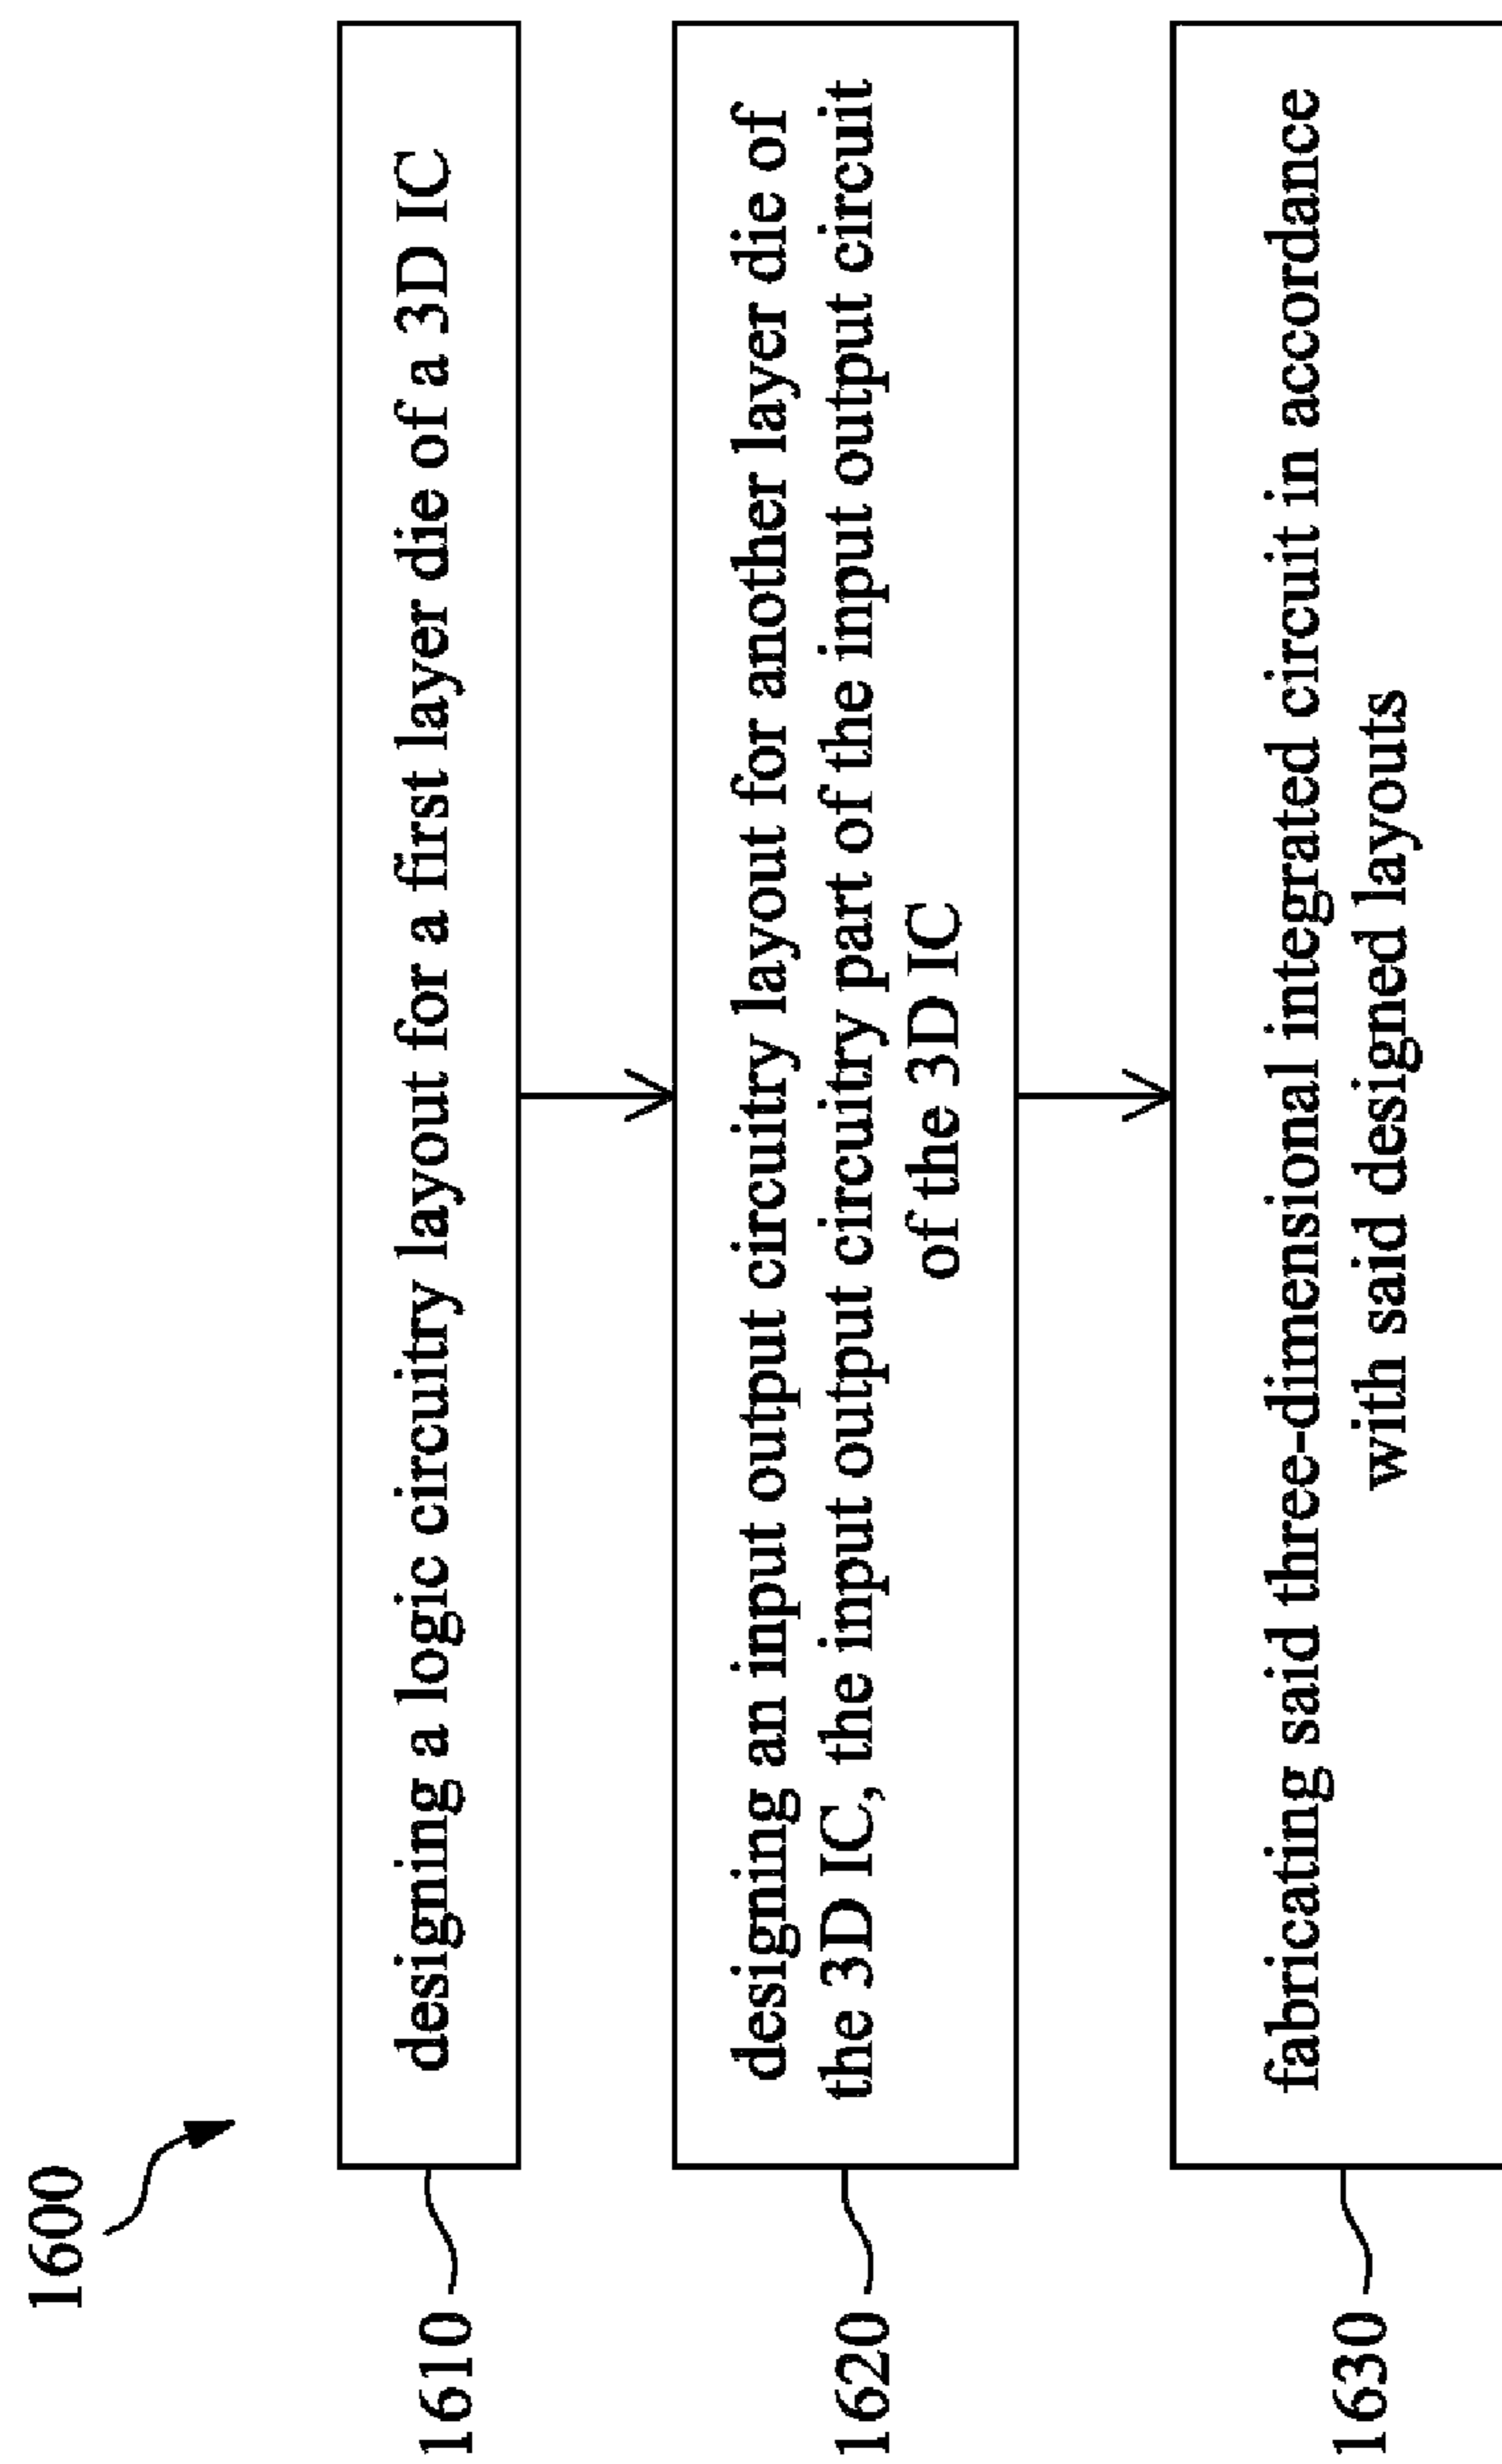 1600
1610
designing a logic circuitry layout for a first layer die of a 3D IC
1620
designing an input output circuitry layout for another layer die of
the 3D IC, the input output circuitry part of the input output circuit
of the 3D IC
1630
fabricating said three-dimensional integrated circuit in accordance
with said designed layouts